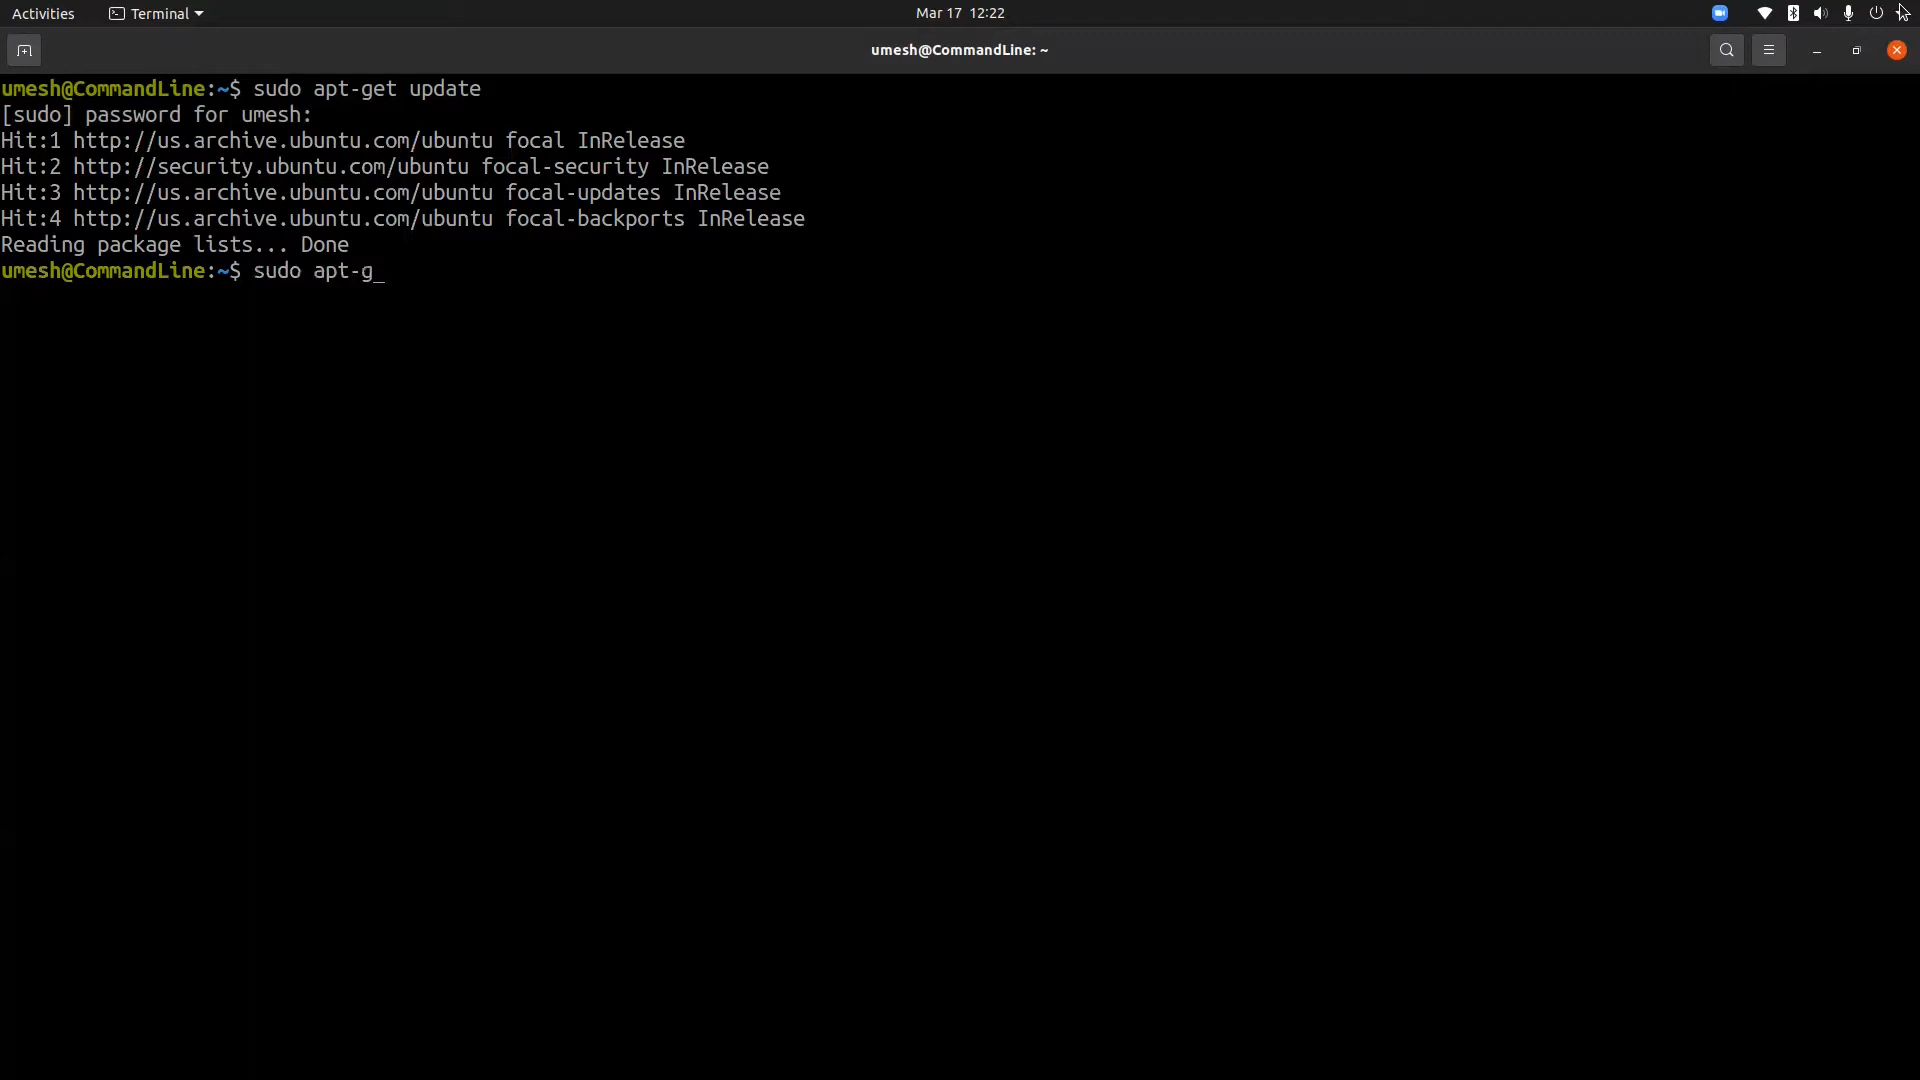 Activities Terminal Mar 17 12:22
umesh@CommandLine: ~
umesh@CommandLine:~$ sudo apt-get update
[sudo] password for umesh:
Hit:1 http://us.archive.ubuntu.com/ubuntu focal InRelease
Hit:2 http://security.ubuntu.com/ubuntu focal-security InRelease
Hit:3 http://us.archive.ubuntu.com/ubuntu focal-updates InRelease
Hit:4 http://us.archive.ubuntu.com/ubuntu focal-backports InRelease
Reading package lists... Done
umesh@CommandLine:~$ sudo apt-g_